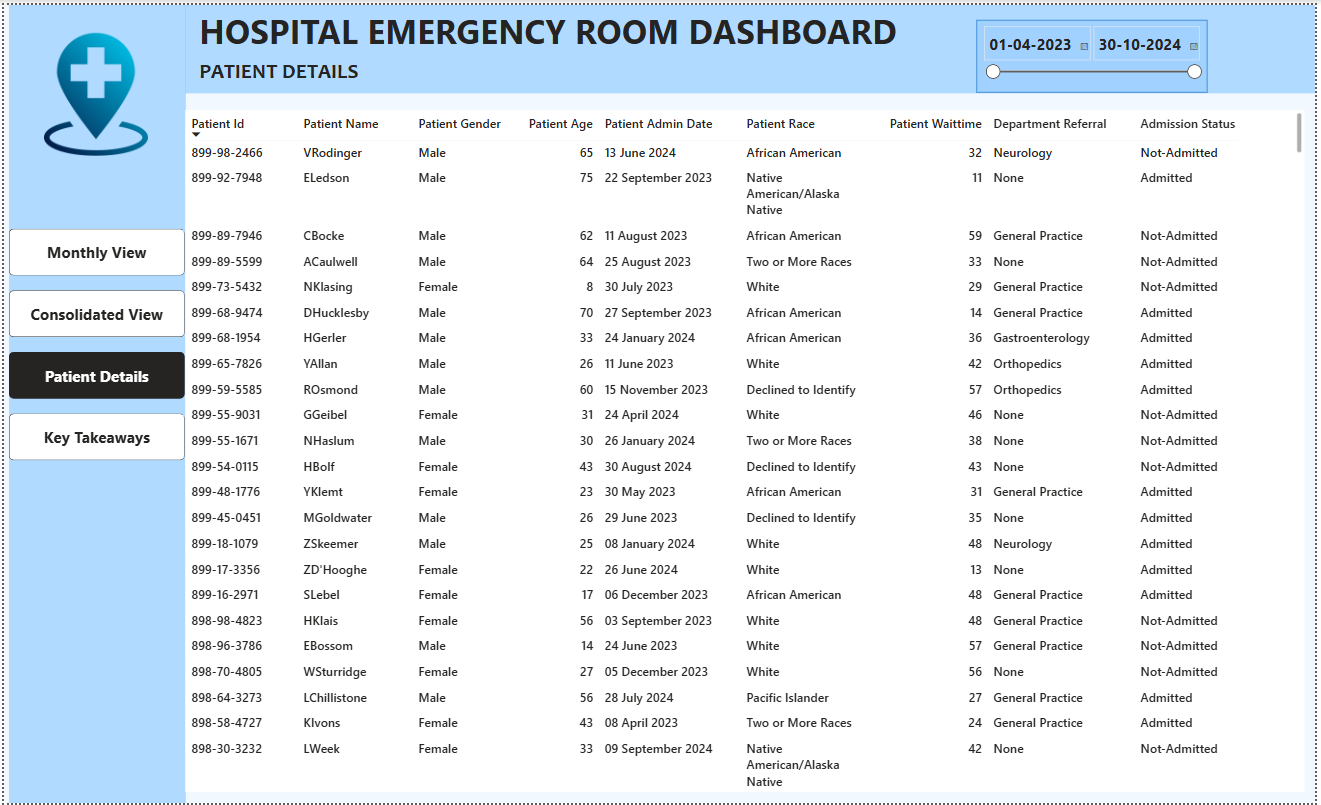 HOSPITAL EMERGENCY ROOM DASHBOARD
PATIENT DETAILS
01-04-2023 30-10-2024
Monthly View
Consolidated View
Patient Details
Key Takeaways
Patient Id Patient Name Patient Gender Patient Age Patient Admin Date Patient Race Patient Waittime Department Referral Admission Status
899-98-2466 VRodinger Male 65 13 June 2024 African American 32 Neurology Not-Admitted
899-92-7948 ELedson Male 75 22 September 2023 Native 11 None Admitted
American/Alaska
Native
899-89-7946 CBocke Male 62 11 August 2023 African American 59 General Practice Not-Admitted
899-89-5599 ACaulwell Male 64 25 August 2023 Two or More Races 33 None Not-Admitted
899-73-5432 NKlasing Female 8 30 July 2023 White 29 General Practice Not-Admitted
899-68-9474 DHucklesby Male 70 27 September 2023 African American 14 General Practice Admitted
899-68-1954 HGerler Male 33 24 January 2024 African American 36 Gastroenterology Admitted
899-65-7826 YAllan Male 26 11 June 2023 White 42 Orthopedics Admitted
899-59-5585 ROsmond Male 60 15 November 2023 Declined to Identify 57 Orthopedics Admitted
899-55-9031 GGeibel Female 31 24 April 2024 White 46 None Not-Admitted
899-55-1671 NHaslum Male 30 26 January 2024 Two or More Races 38 None Not-Admitted
899-54-0115 HBolf Female 43 30 August 2024 Declined to Identify 43 None Not-Admitted
899-48-1776 YKlemt Female 23 30 May 2023 African American 31 General Practice Admitted
899-45-0451 MGoldwater Male 26 29 June 2023 Declined to Identify 35 None Admitted
899-18-1079 ZSkeemer Male 25 08 January 2024 White 48 Neurology Admitted
899-17-3356 ZD'Hooghe Female 22 26 June 2024 White 13 None Admitted
899-16-2971 SLebel Female 17 06 December 2023 African American 48 General Practice Admitted
898-98-4823 HKlais Female 56 03 September 2023 White 48 General Practice Not-Admitted
898-96-3786 EBossom Male 14 24 June 2023 White 57 General Practice Not-Admitted
898-70-4805 WSturridge Female 27 05 December 2023 White 56 None Not-Admitted
898-64-3273 LChillistone Male 56 28 July 2024 Pacific Islander 27 General Practice Admitted
898-58-4727 KIvons Female 43 08 April 2023 Two or More Races 24 General Practice Admitted
898-30-3232 LWeek Female 33 09 September 2024 Native 42 None Not-Admitted
American/Alaska
Native